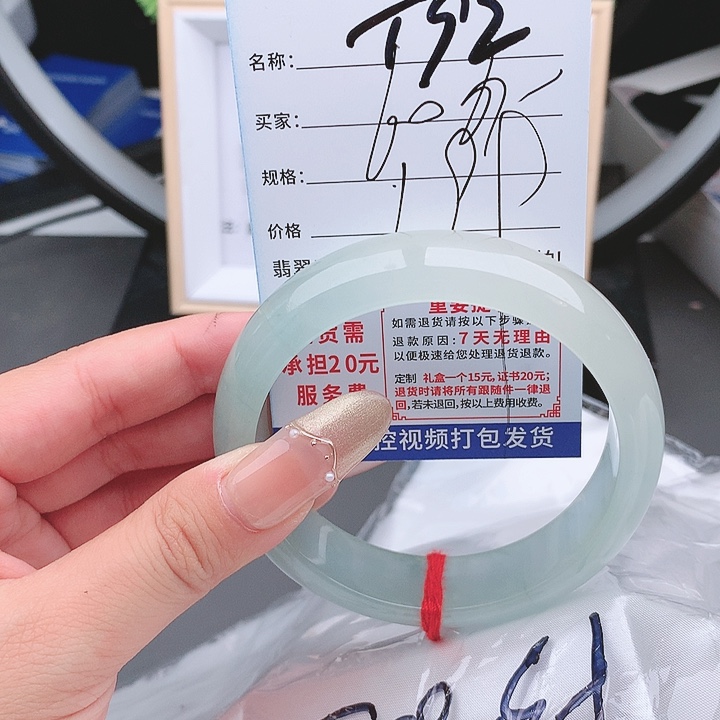 T92
名称:
买家:
规格:
价格
翡翠
重要提
如需退货请按以下步骤
货需
退款原因:7天无理由
承担20元
以便极速给您处理退货退款。
服务费
定制 礼盒一个15元,证书20元;
退货时请将所有跟随件一律退
回,若未退回,按以上费用收费。
控视频打包发货